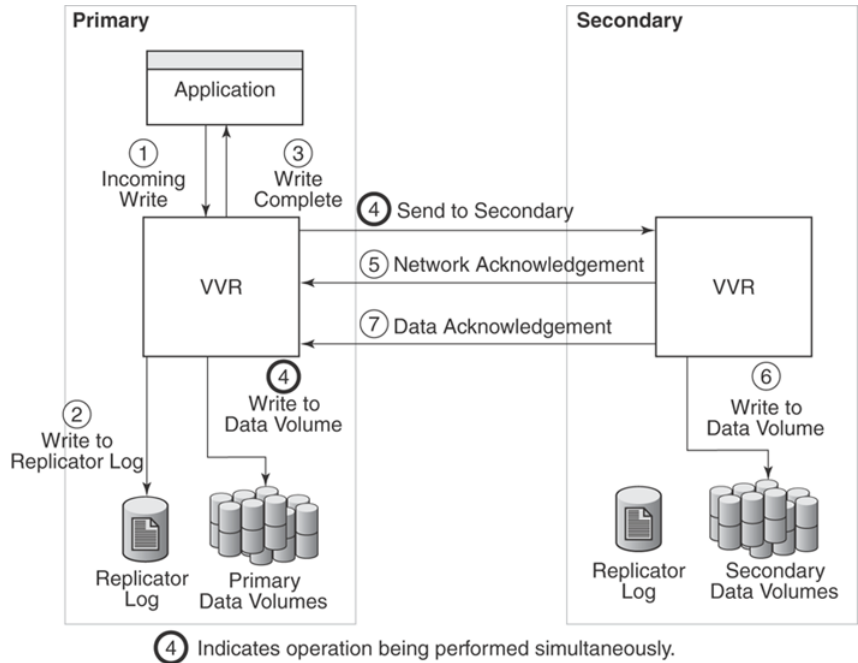 Primary
Secondary
Application
1
Incoming
Write
3
Write
Complete
4 Send to Secondary
5 Network Acknowledgement
7 Data Acknowledgement
VVR
VVR
4
Write to
Data Volume
6
Write to
Data Volume
2
Write to
Replicator Log
Replicator
Log
Primary
Data Volumes
Replicator
Log
Secondary
Data Volumes
4 Indicates operation being performed simultaneously.